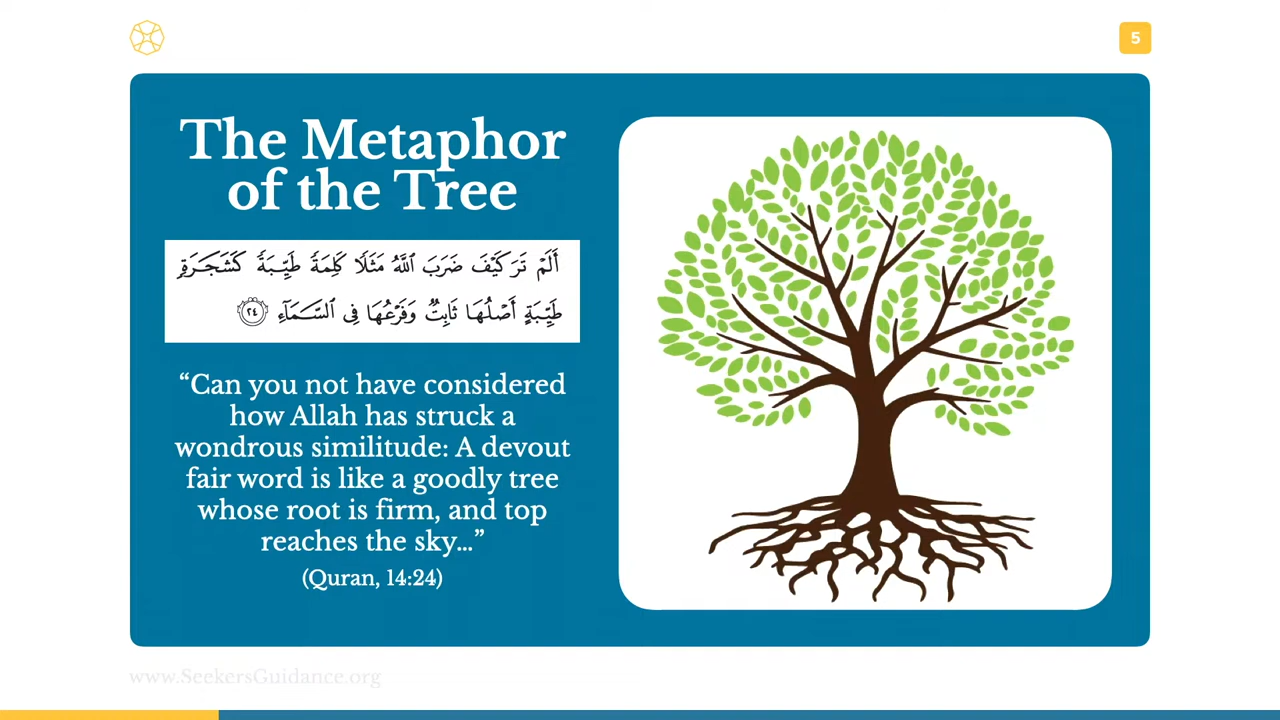 5
The Metaphor
of the Tree
أَلَمْ تَرَ كَيْفَ ضَرَبَ ٱللَّهُ مَثَلًا كَلِمَةً طَيِّبَةً كَشَجَرَةٍ
طَيِّبَةٍ أَصْلُهَا ثَابِتٌ وَفَرْعُهَا فِى ٱلسَّمَآءِ ٢٤
“Can you not have considered
how Allah has struck a
wondrous similitude: A devout
fair word is like a goodly tree
whose root is firm, and top
reaches the sky...”
(Quran, 14:24)
www.SeekersGuidance.org